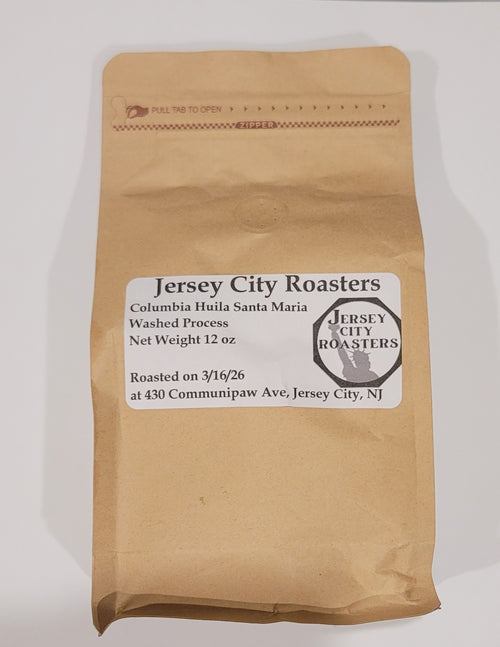 PULL TAB TO OPEN
ZIPPER
Jersey City Roasters
Columbia Huila Santa Maria
Washed Process
Net Weight 12 oz
Roasted on 3/16/26
at 430 Communipaw Ave, Jersey City, NJ
JERSEY
CITY
ROASTERS